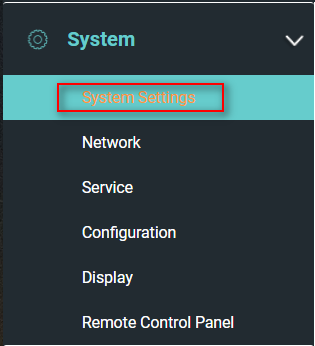 System
System Settings
Network
Service
Configuration
Display
Remote Control Panel